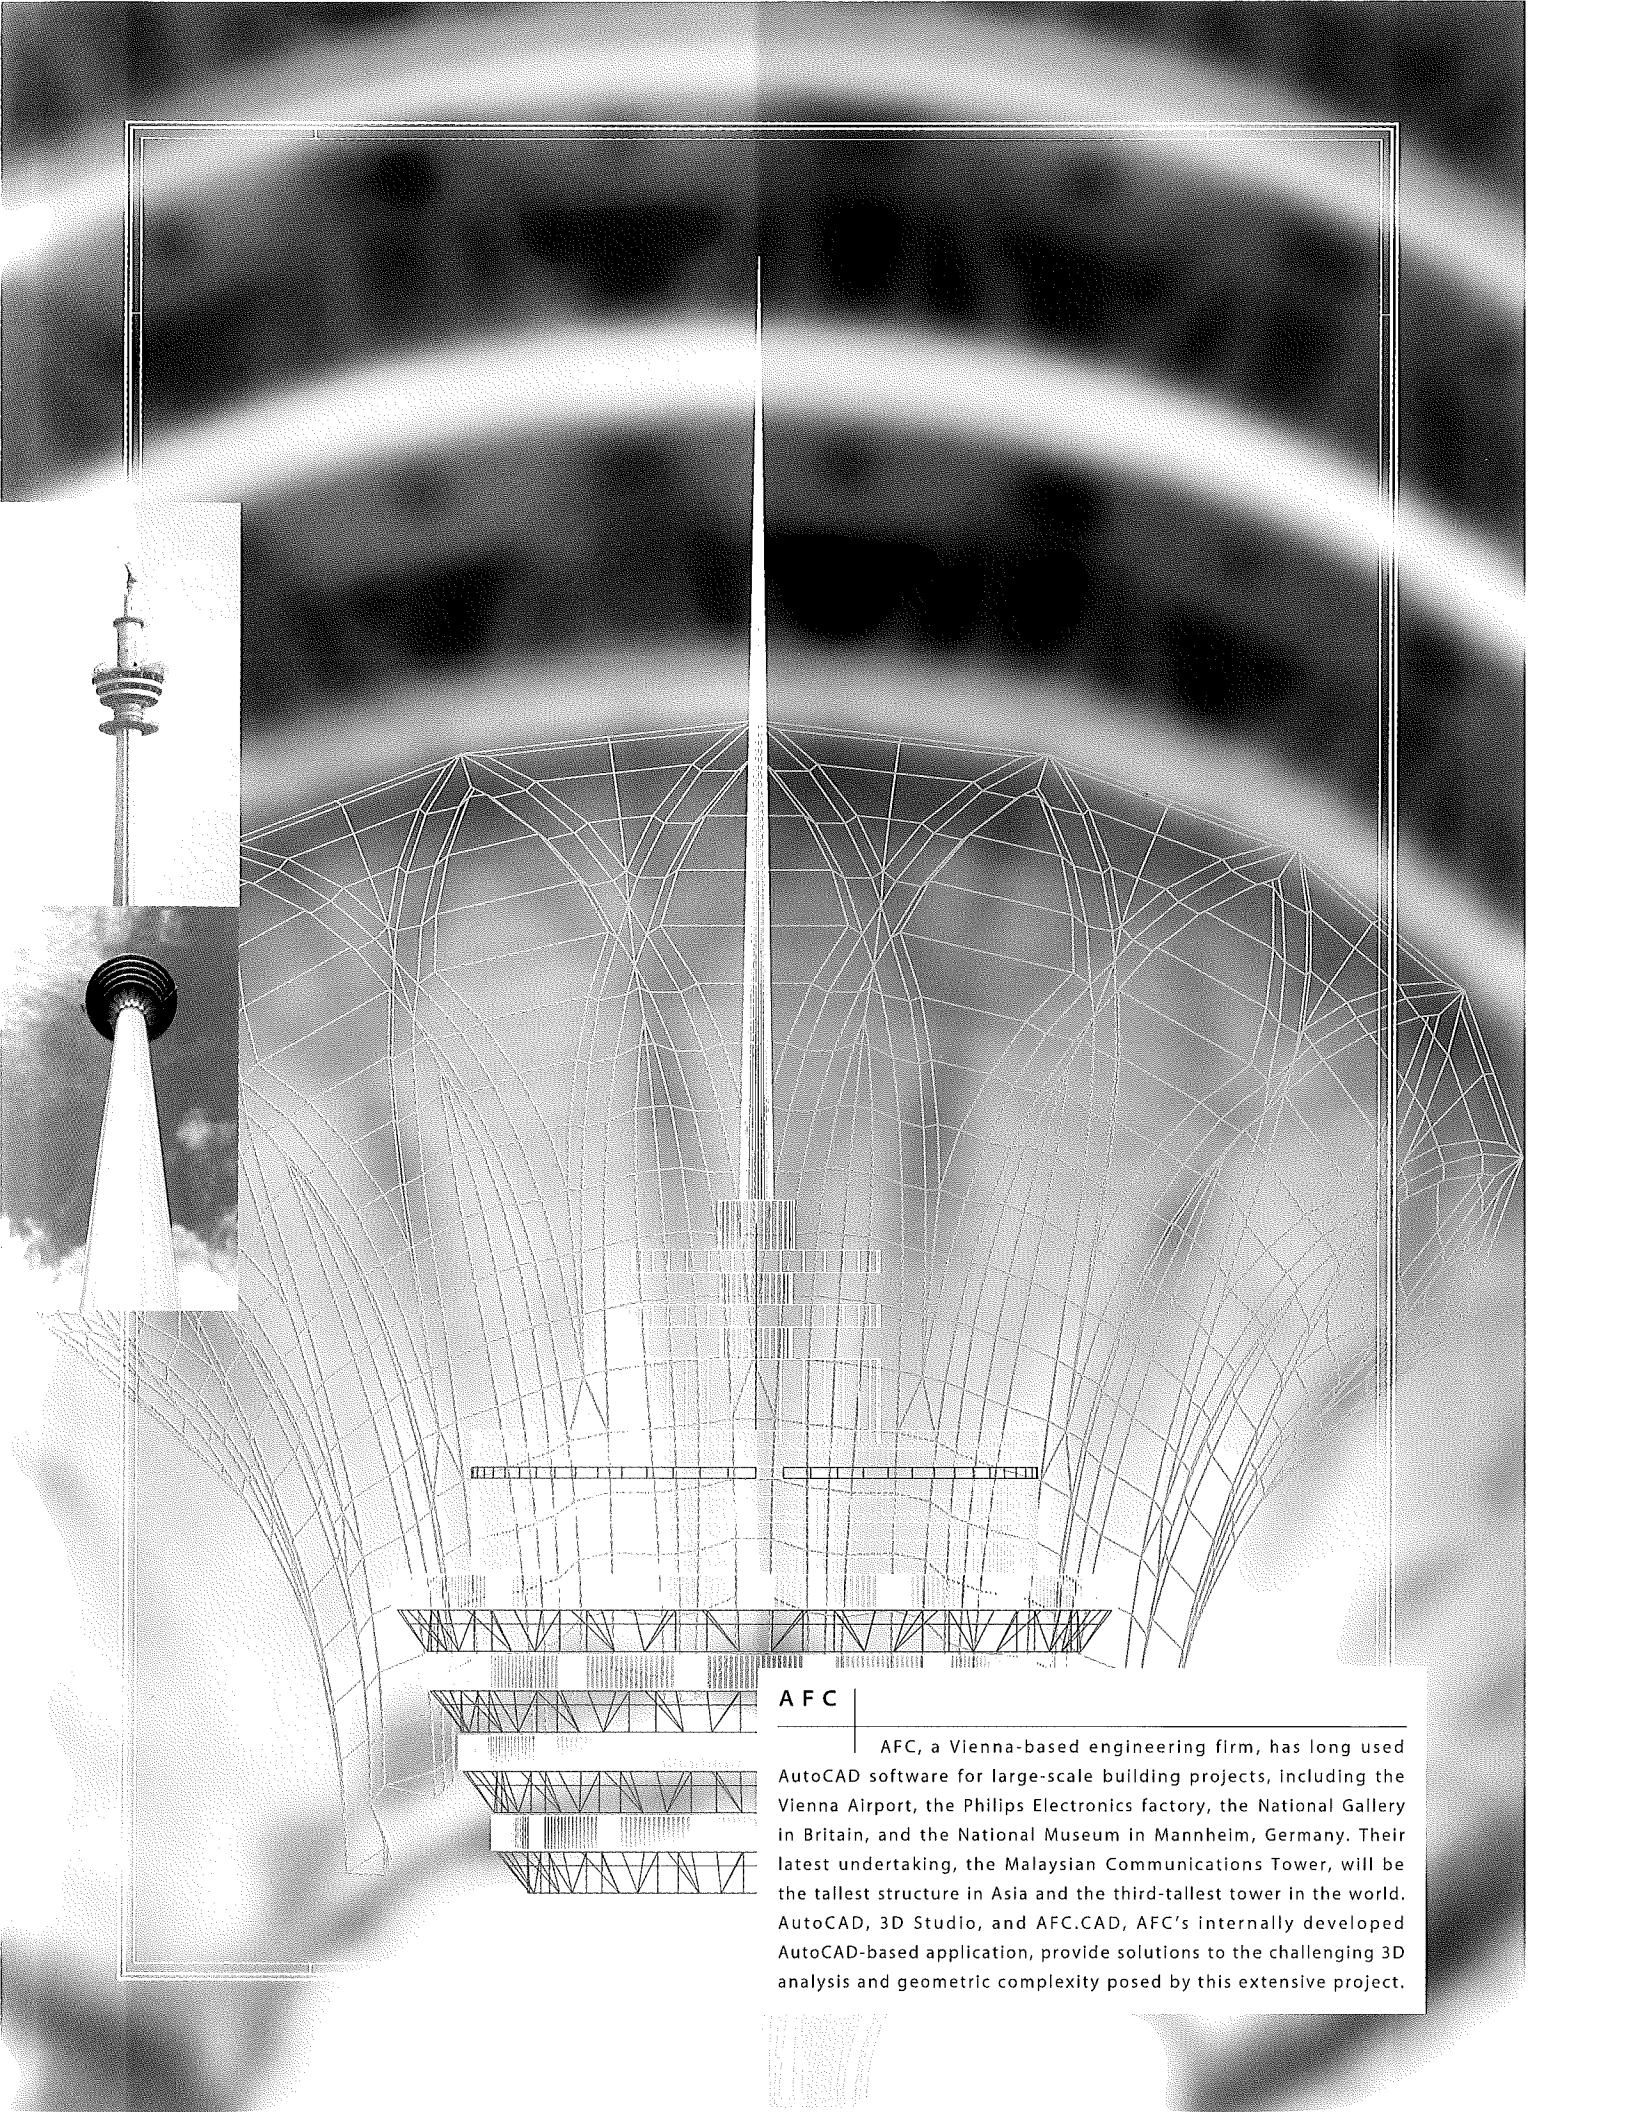 AFC
AFC, a Vienna-based engineering firm, has long used
AutoCAD software for large-scale building projects, including the
Vienna Airport, the Philips Electronics factory, the National Gallery
in Britain, and the National Museum in Mannheim, Germany. Their
latest undertaking, the Malaysian Communications Tower, will be
the tallest structure in Asia and the third-tallest tower in the world.
AutoCAD, 3D Studio, and AFC.CAD, AFC's internally developed
AutoCAD-based application, provide solutions to the challenging 3D
analysis and geometric complexity posed by this extensive project.